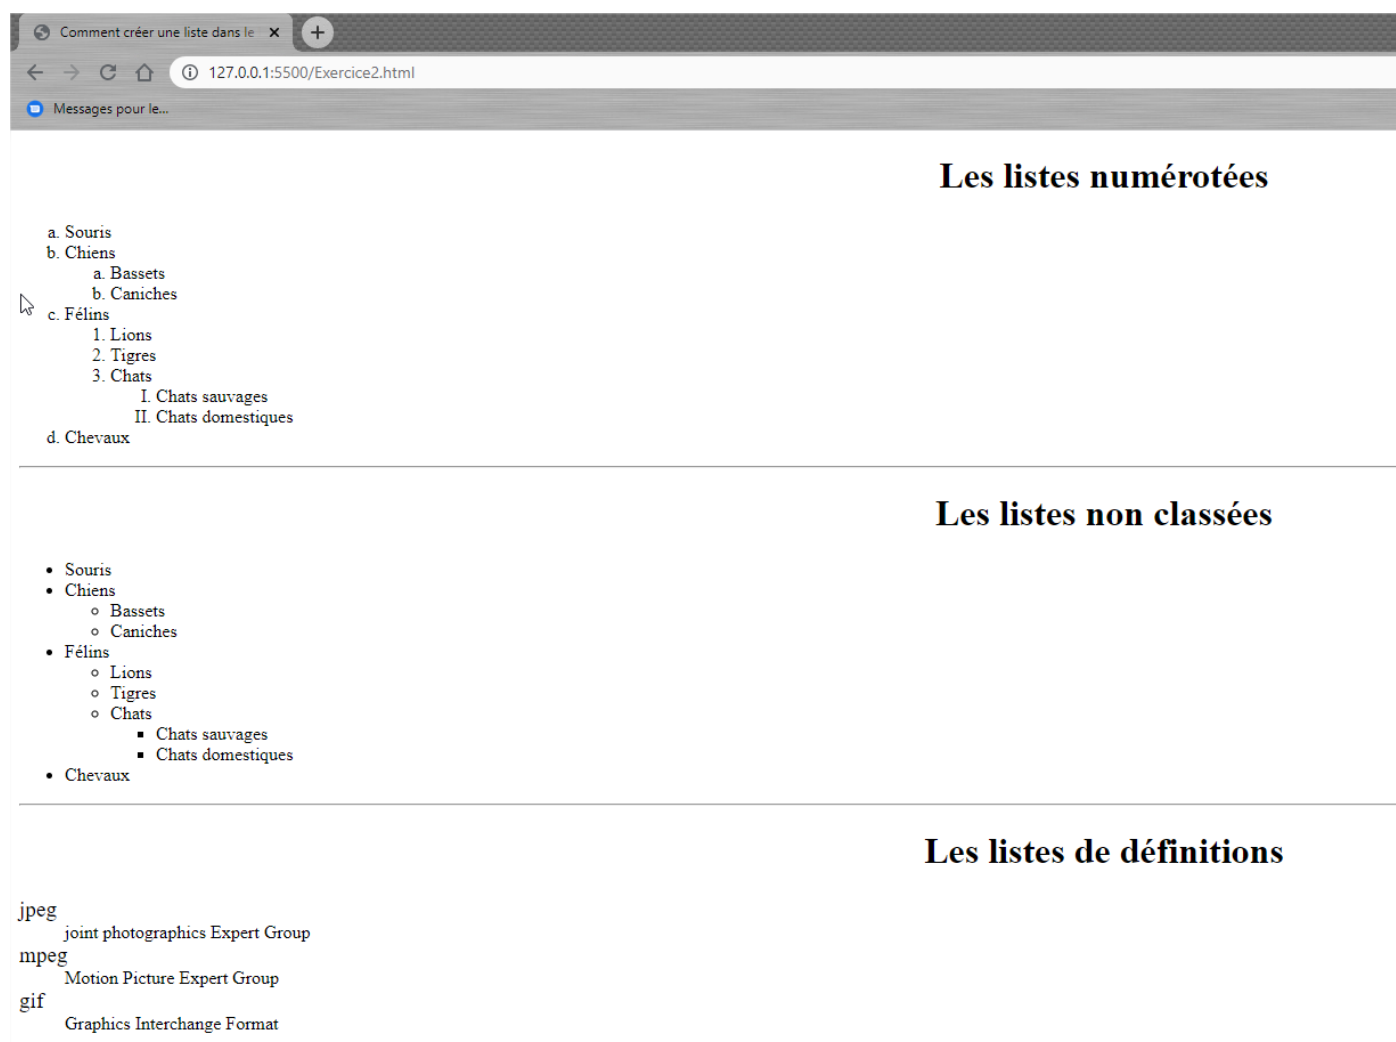 Comment créer une liste dans le
127.0.0.1:5500/Exercice2.html
Messages pour le...
Les listes numérotées
a. Souris
b. Chiens
a. Bassets
b. Caniches
c. Félins
1. Lions
2. Tigres
3. Chats
I. Chats sauvages
II. Chats domestiques
d. Chevaux
Les listes non classées
• Souris
• Chiens
○ Bassets
○ Caniches
• Félins
○ Lions
○ Tigres
○ Chats
▪ Chats sauvages
▪ Chats domestiques
• Chevaux
Les listes de définitions
jpeg
joint photographics Expert Group
mpeg
Motion Picture Expert Group
gif
Graphics Interchange Format